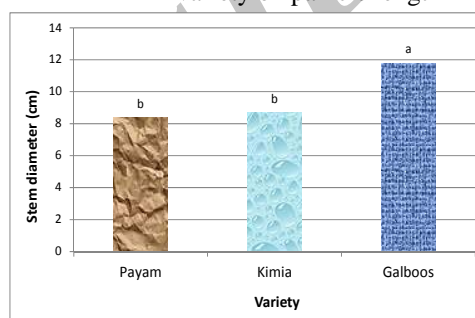 14
12
10
8
6
4
2
0
Stem diameter (cm)
b
b
a
Payam
Kimia
Galboos
Variety